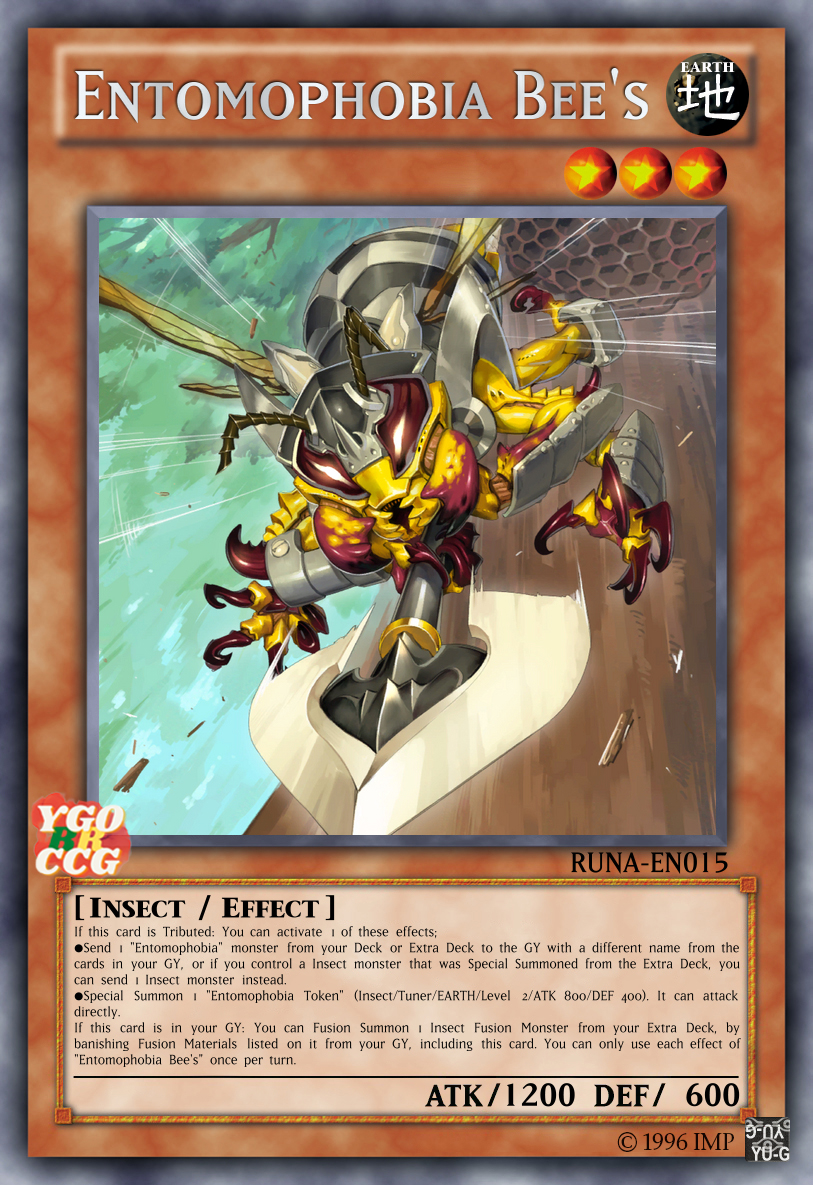 Entomophobia Bee's
EARTH
地
YGO
BR
CCG
RUNA-EN015
[ Insect / Effect ]
If this card is Tributed: You can activate 1 of these effects;
●Send 1 "Entomophobia" monster from your Deck or Extra Deck to the GY with a different name from the
cards in your GY, or if you control a Insect monster that was Special Summoned from the Extra Deck, you
can send 1 Insect monster instead.
●Special Summon 1 "Entomophobia Token" (Insect/Tuner/EARTH/Level 2/ATK 800/DEF 400). It can attack
directly.
If this card is in your GY: You can Fusion Summon 1 Insect Fusion Monster from your Extra Deck, by
banishing Fusion Materials listed on it from your GY, including this card. You can only use each effect of
"Entomophobia Bee's" once per turn.
ATK/1200 DEF/ 600
© 1996 IMP
YU-G